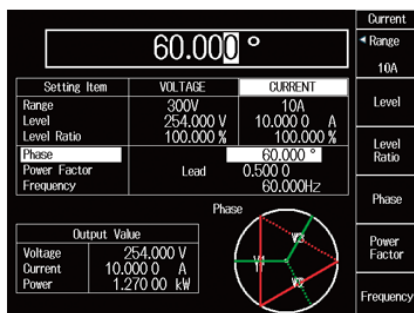 Current
60.000 °
◀ Range
10A
Setting Item VOLTAGE CURRENT
Range 300V 10A
Level 254.000 V 10.000 0 A
Level Ratio 100.000 % 100.000 %
Phase 60.000 °
Power Factor Lead 0.500 0
Frequency 60.000Hz
Level
Level
Ratio
Phase
Power
Factor
Frequency
Output Value
Voltage 254.000 V
Current 10.000 0 A
Power 1.270 00 kW
Phase
V1
V3
V2